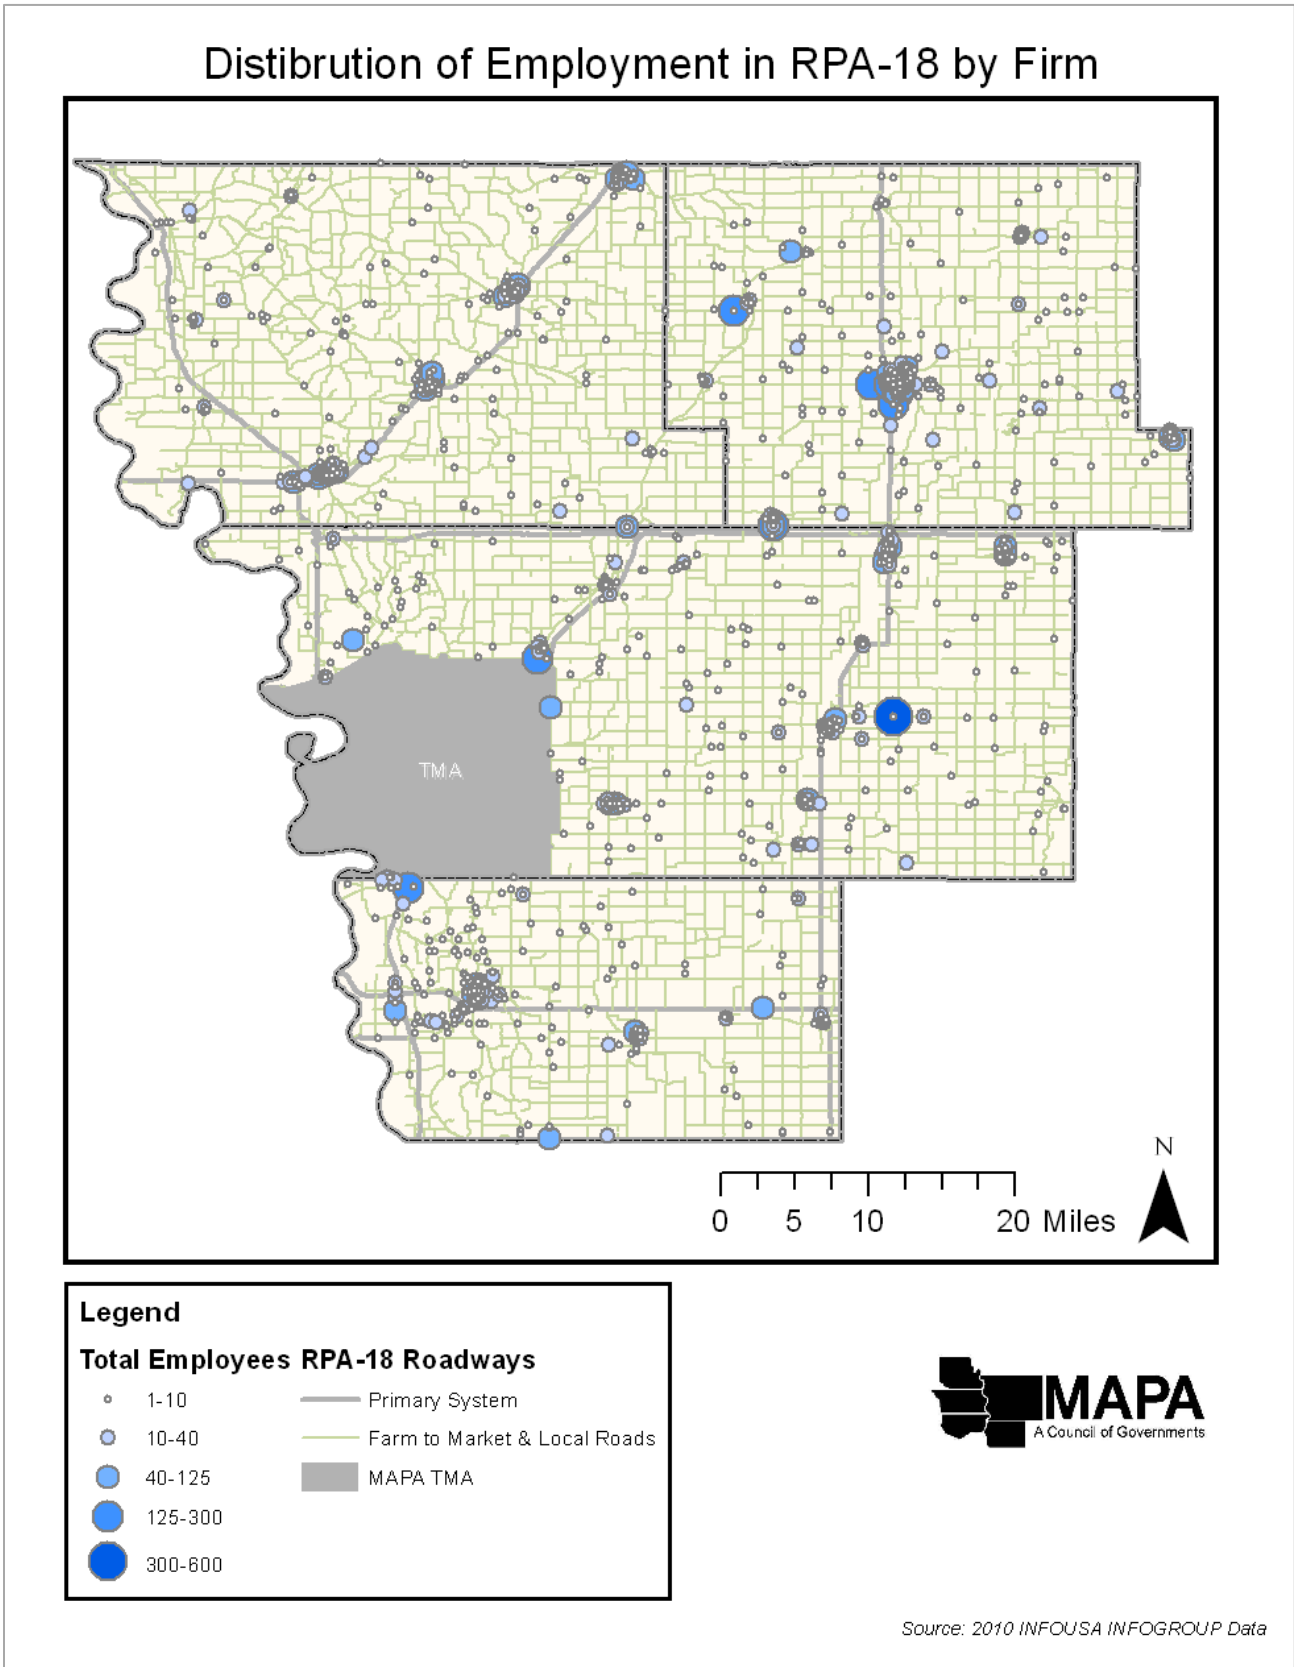 Distibrution of Employment in RPA-18 by Firm
TMA
N
0 5 10 20 Miles
Legend
Total Employees RPA-18 Roadways
1-10 Primary System
10-40 Farm to Market & Local Roads
40-125 MAPA TMA
125-300
300-600
MAPA
A Council of Governments
Source: 2010 INFOUSA INFOGROUP Data